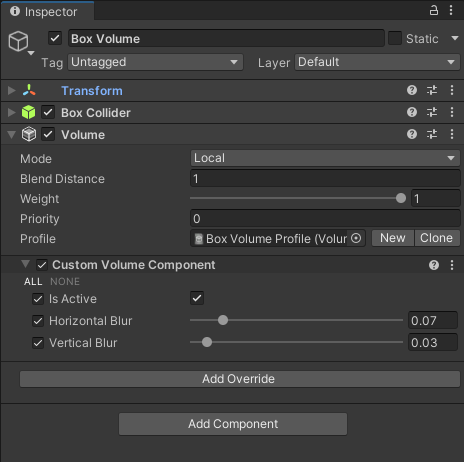 Inspector
Box Volume
Static
Tag Untagged Layer Default
Transform
Box Collider
Volume
Mode Local
Blend Distance 1
Weight 1
Priority 0
Profile Box Volume Profile (Volur New Clone
Custom Volume Component
ALL NONE
Is Active
Horizontal Blur 0.07
Vertical Blur 0.03
Add Override
Add Component